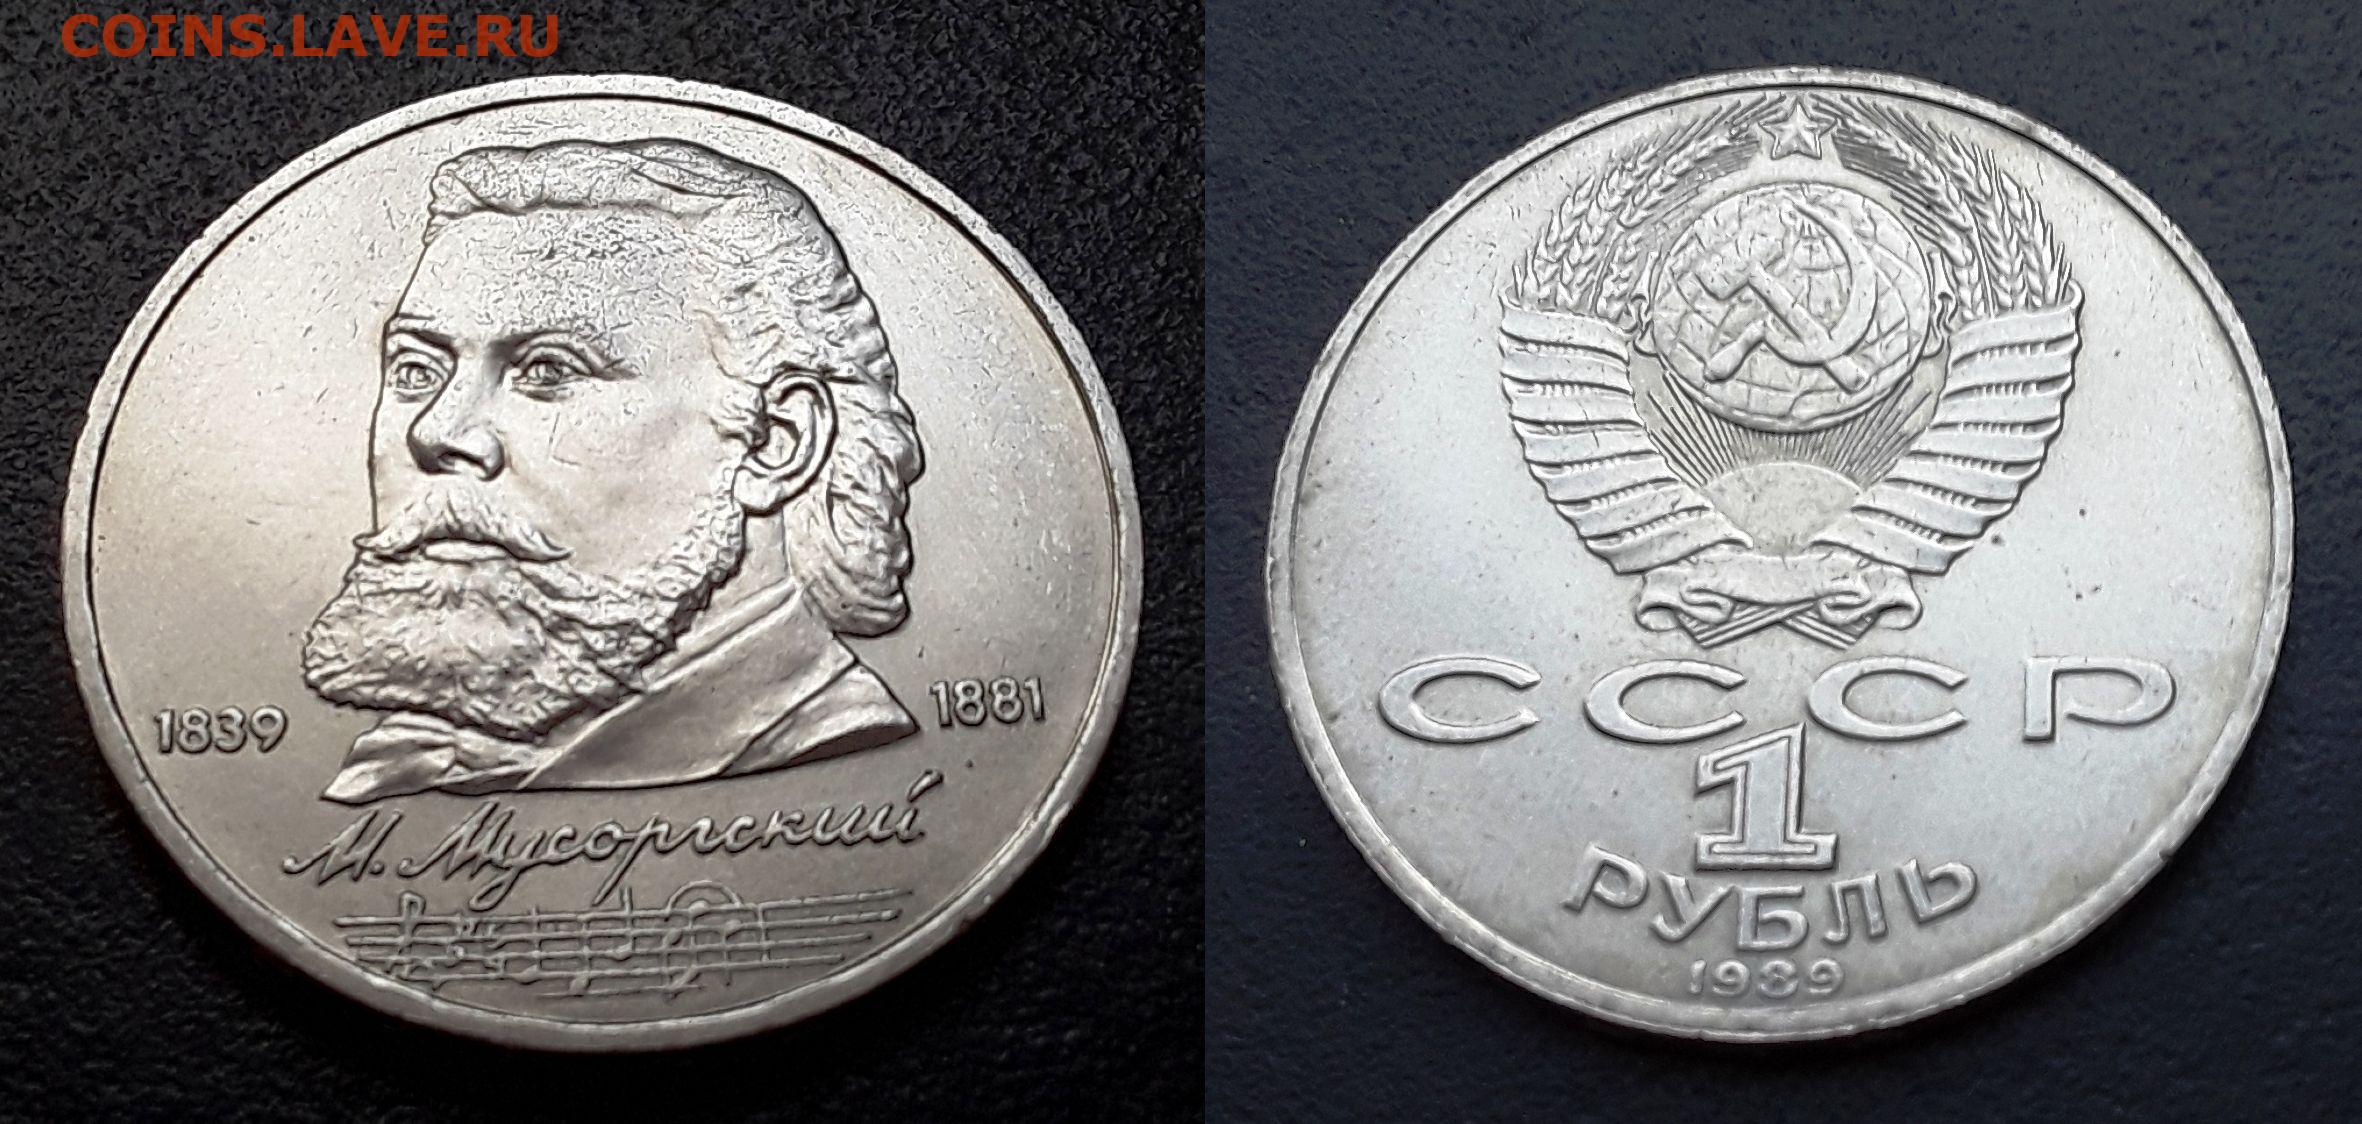 COINS.LAVE.RU
1839
1881
М. Мусоргский
СССР
1
РУБЛЬ
1989